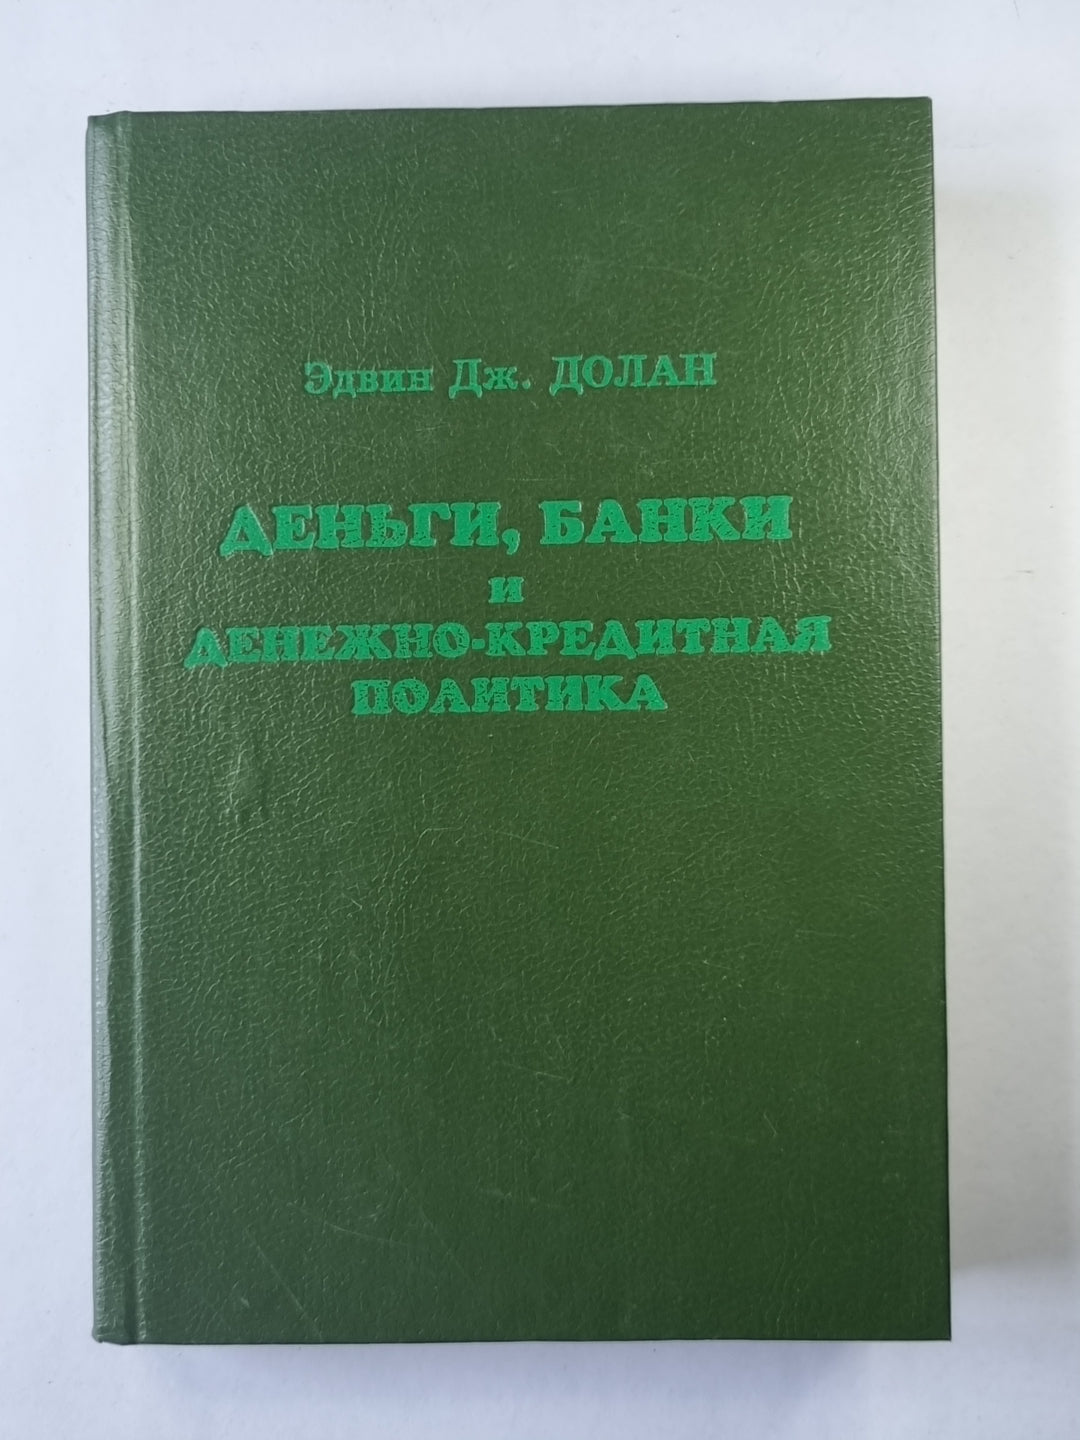 Эдвин Дж. ДОЛАН
ДЕНЬГИ, БАНКИ
и
ДЕНЕЖНО-КРЕДИТНАЯ
ПОЛИТИКА